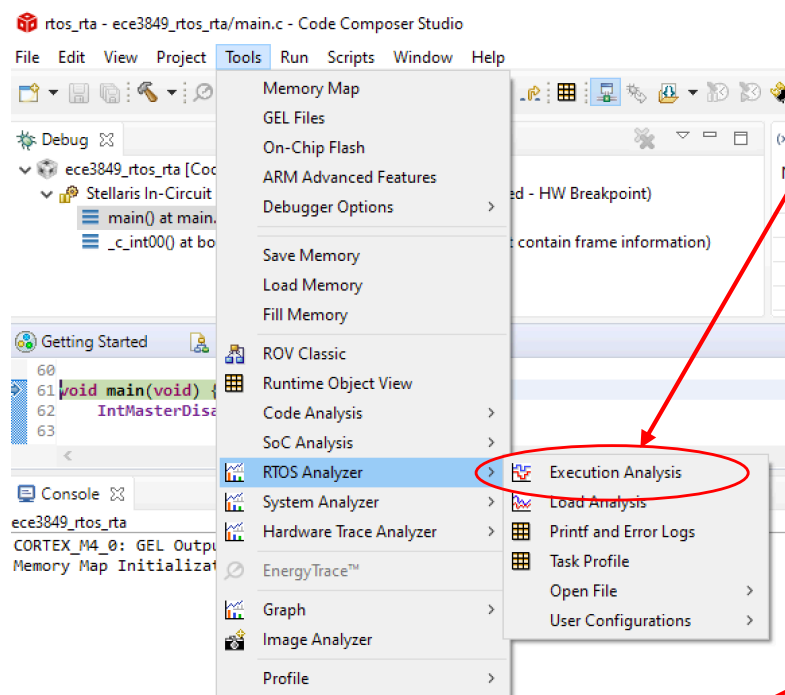 rtos_rta - ece3849_rtos_rta/main.c - Code Composer Studio
File Edit View Project Tools Run Scripts Window Help
Memory Map
GEL Files
On-Chip Flash
ARM Advanced Features
Debugger Options
Save Memory
Load Memory
Fill Memory
ROV Classic
Runtime Object View
Code Analysis
SoC Analysis
RTOS Analyzer
System Analyzer
Hardware Trace Analyzer
EnergyTrace™
Graph
Image Analyzer
Profile
Execution Analysis
Load Analysis
Printf and Error Logs
Task Profile
Open File
User Configurations
Debug
ece3849_rtos_rta [Coc
Stellaris In-Circuit ed - HW Breakpoint)
main() at main.
_c_int00() at bo t contain frame information)
Getting Started
60
61 void main(void) {
62 IntMasterDisa
63
Console
ece3849_rtos_rta
CORTEX_M4_0: GEL Outpu
Memory Map Initializat